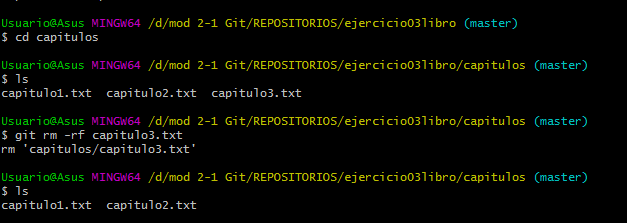 Usuario@Asus MINGW64 /d/mod 2-1 Git/REPOSITORIOS/ejercicio03libro (master)
$ cd capitulos
Usuario@Asus MINGW64 /d/mod 2-1 Git/REPOSITORIOS/ejercicio03libro/capitulos (master)
$ ls
capitulo1.txt  capitulo2.txt  capitulo3.txt
Usuario@Asus MINGW64 /d/mod 2-1 Git/REPOSITORIOS/ejercicio03libro/capitulos (master)
$ git rm -rf capitulo3.txt
rm 'capitulos/capitulo3.txt'
Usuario@Asus MINGW64 /d/mod 2-1 Git/REPOSITORIOS/ejercicio03libro/capitulos (master)
$ ls
capitulo1.txt  capitulo2.txt